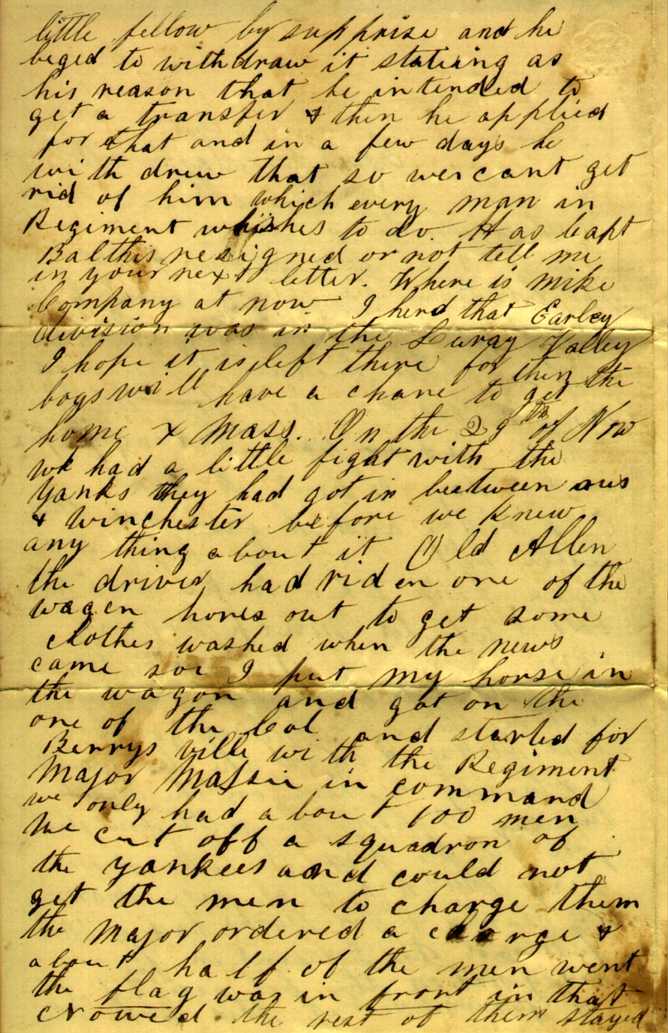 little fellow by supprise and he
beged to withdraw it stateing as
his reason that he intended to
get a transfer & then he applied
for that and in a few days he
with drew that so we cant get
rid of him which every man in
Regiment whishes to do. Has Capt
Balthis resigned or not tell me
in your next letter. Where is mike
Company at now I herd that Earley
division was in the Luray Valley
I hope it is left there for then the
boys will have a chance to get
home & Mass. On the 29th of Nov
we had a little fight with the
Yanks they had got in between us
& winchester before we knew
any thing about it Old Allen
the driver had riden one of the
wagen horses out to get some
clothes washed when the news
came soe I put my horse in
the wagon and got on the
one of the Col. and started for
Berrys ville with the Regiment
Major Massie in command
we only had about 100 men
we cut off a squadron of
the yankees and could not
get the men to charge them
the Major ordered a charge &
about half of the men went
the flag was in front in that
crowed. the rest of them stayed